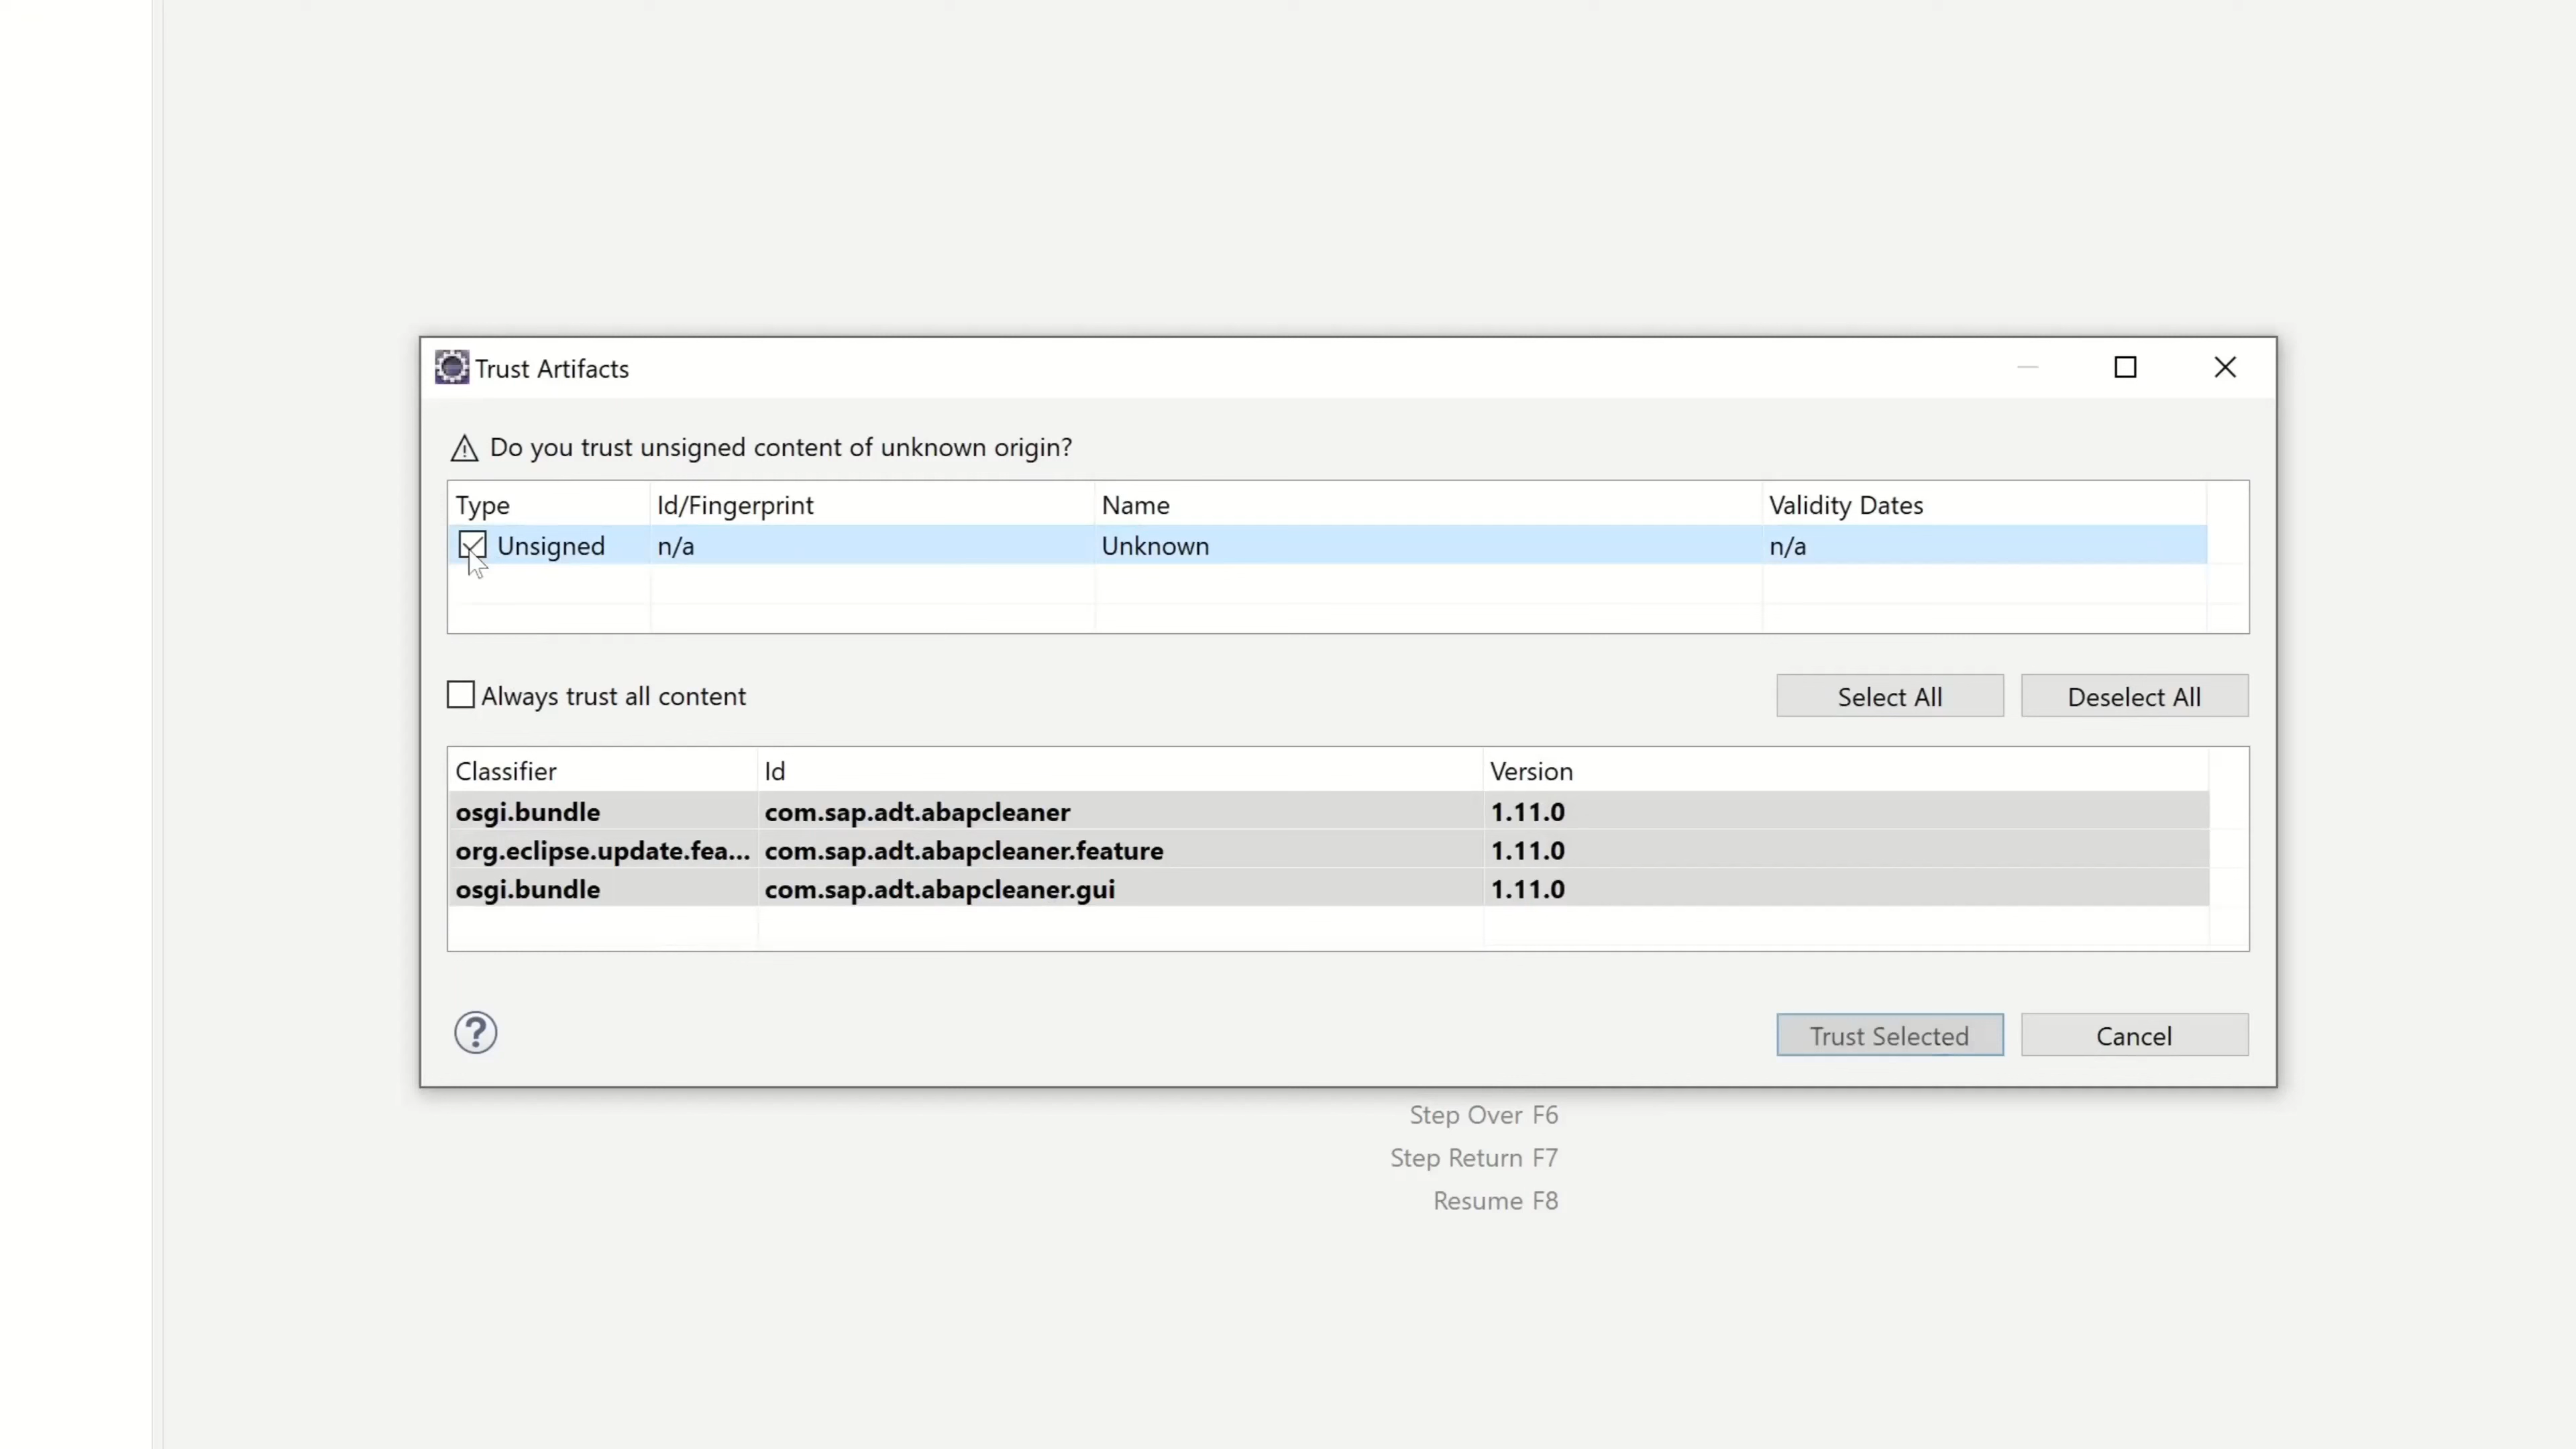 Trust Artifacts
Do you trust unsigned content of unknown origin?
Type Id/Fingerprint Name Validity Dates
Unsigned n/a Unknown n/a
Always trust all content Select All Deselect All
Classifier Id Version
osgi.bundle com.sap.adt.abapcleaner 1.11.0
org.eclipse.update.fea... com.sap.adt.abapcleaner.feature 1.11.0
osgi.bundle com.sap.adt.abapcleaner.gui 1.11.0
? Trust Selected Cancel
Step Over F6
Step Return F7
Resume F8